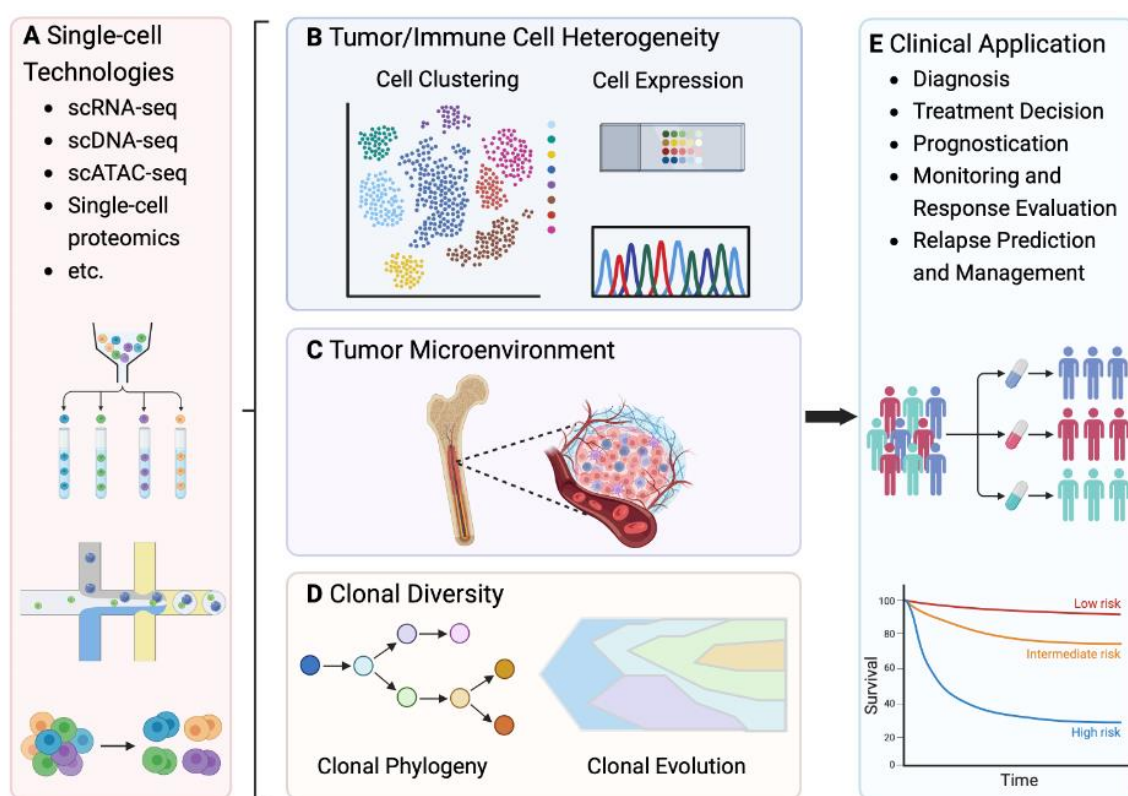 A Single-cell
Technologies
• scRNA-seq
• scDNA-seq
• scATAC-seq
• Single-cell
proteomics
• etc.
B Tumor/Immune Cell Heterogeneity
Cell Clustering
Cell Expression
C Tumor Microenvironment
D Clonal Diversity
Clonal Phylogeny
Clonal Evolution
E Clinical Application
• Diagnosis
• Treatment Decision
• Prognostication
• Monitoring and
Response Evaluation
• Relapse Prediction
and Management
Survival
100
80
60
40
20
0
Low risk
Intermediate risk
High risk
Time